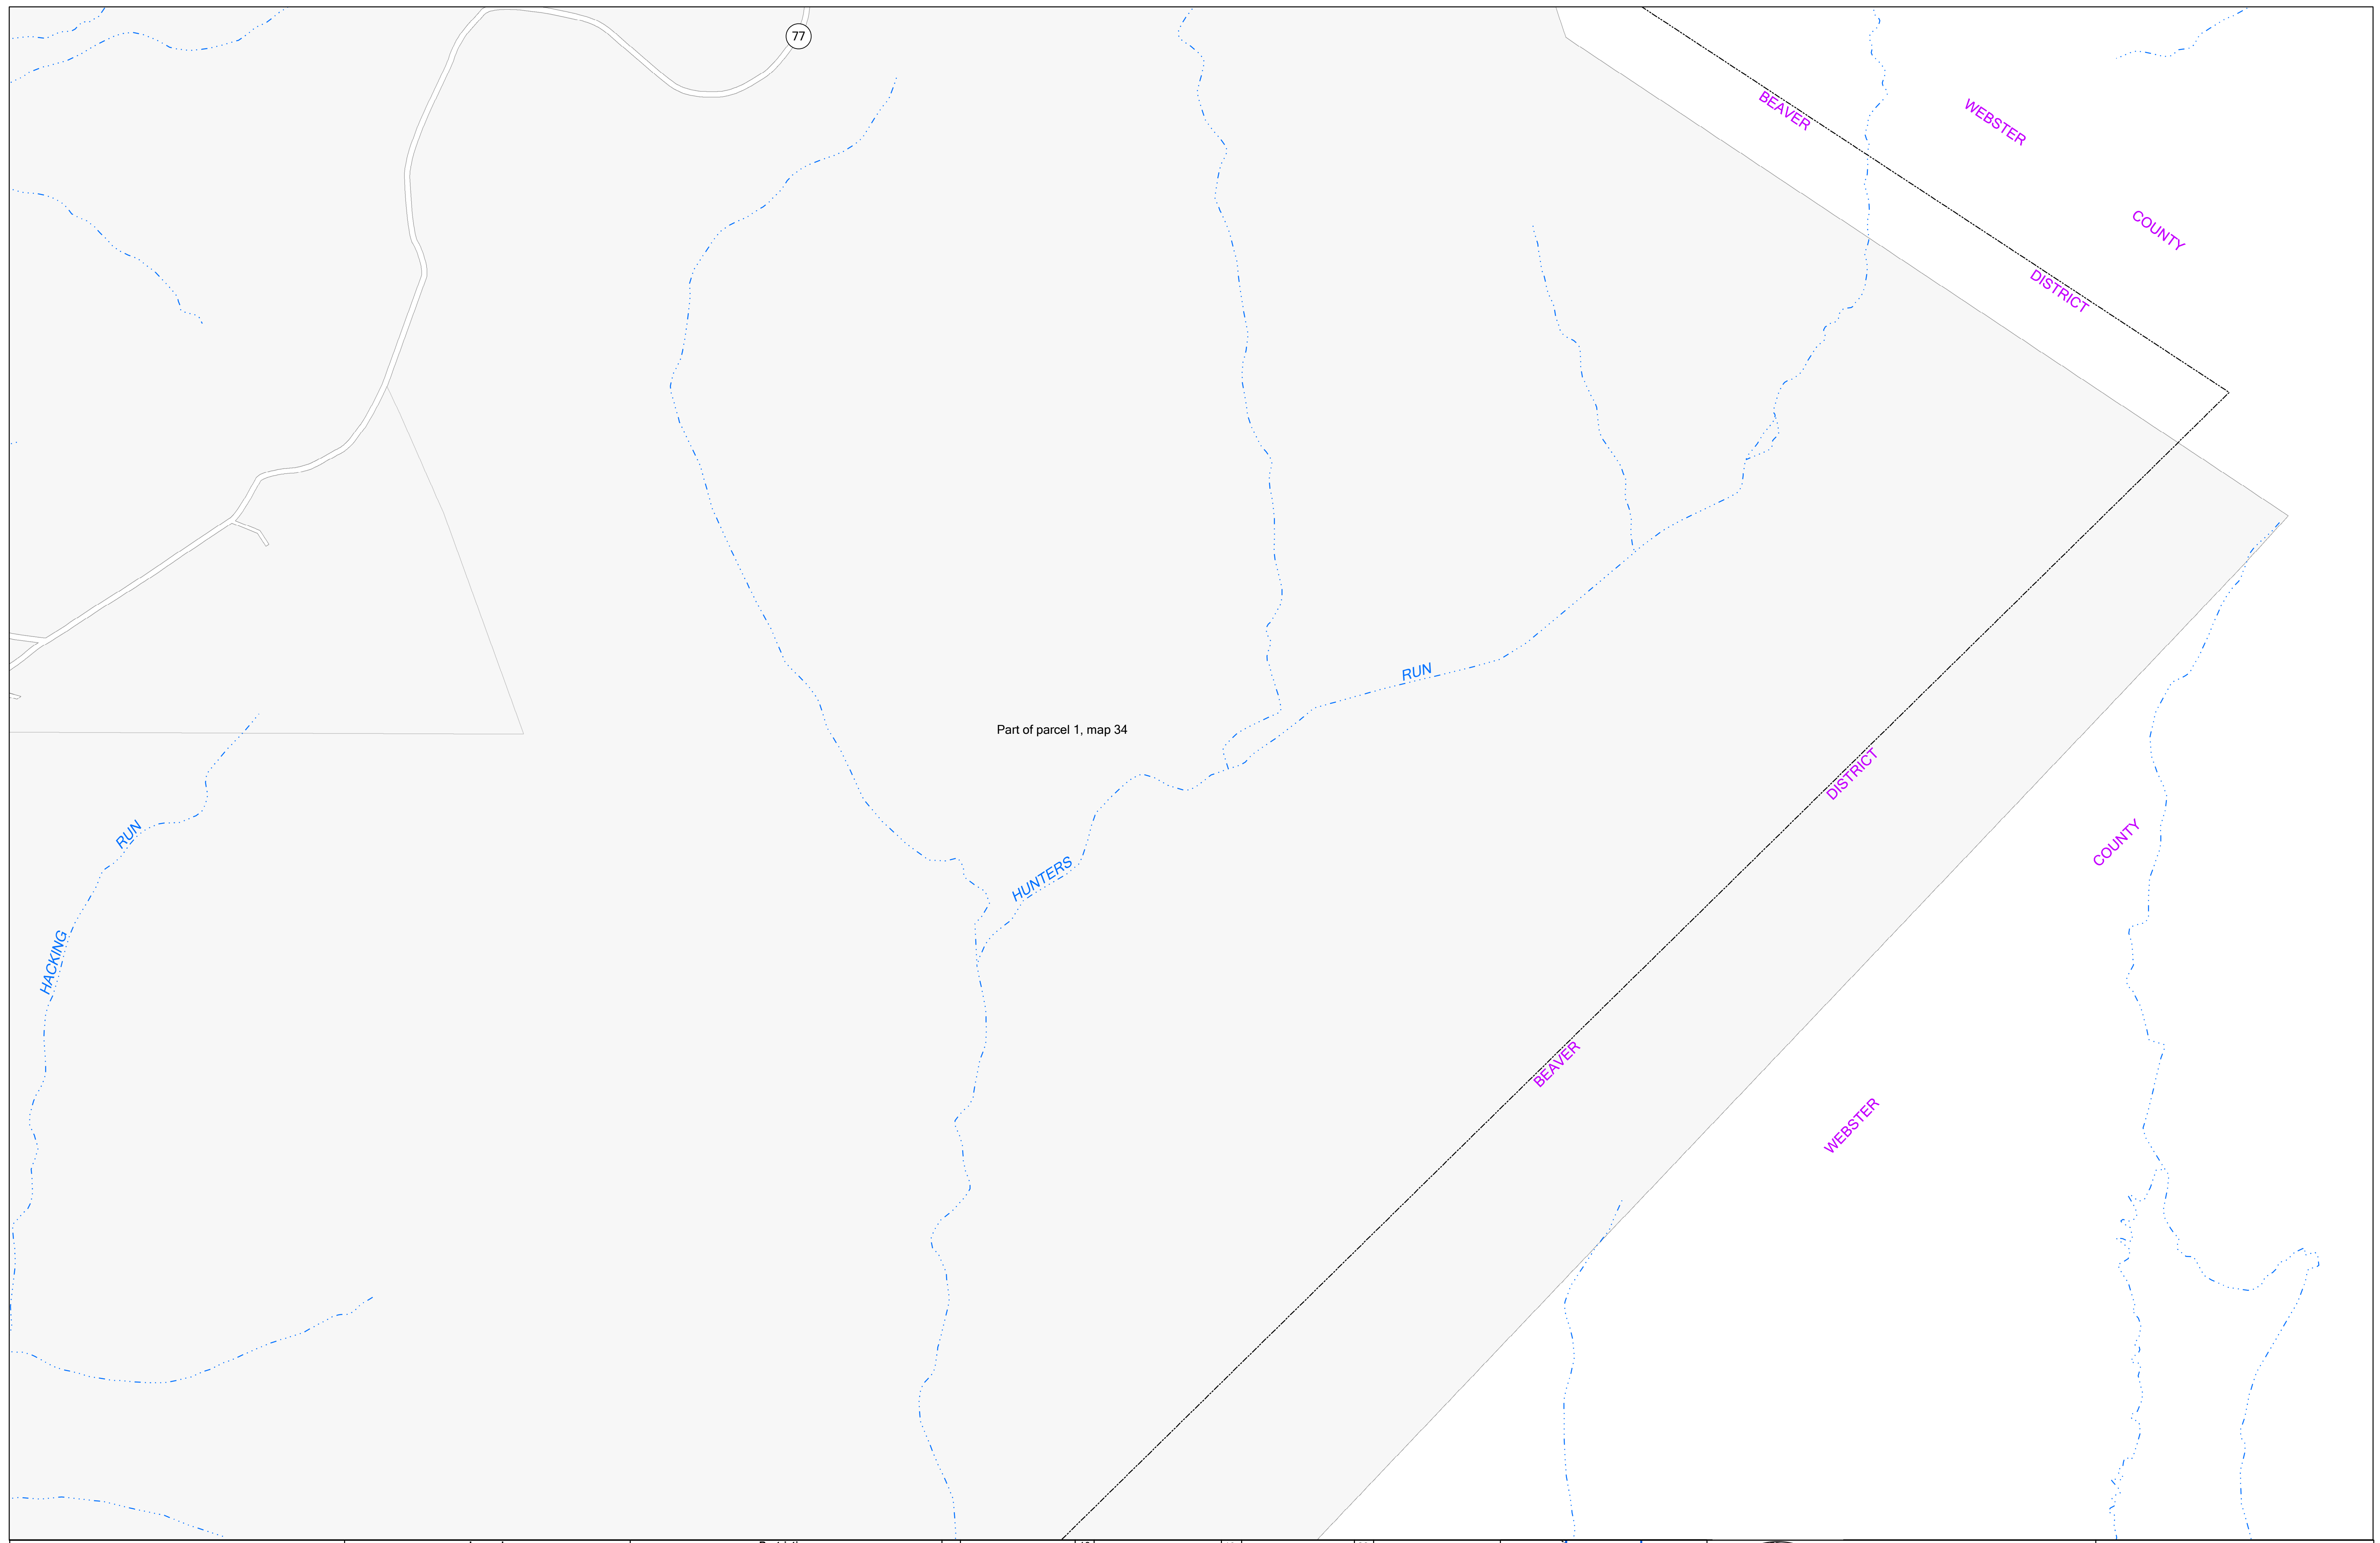 77
BEAVER
WEBSTER
COUNTY
DISTRICT
RUN
Part of parcel 1, map 34
DISTRICT
RUN
COUNTY
HUNTERS
HACKING
BEAVER
WEBSTER